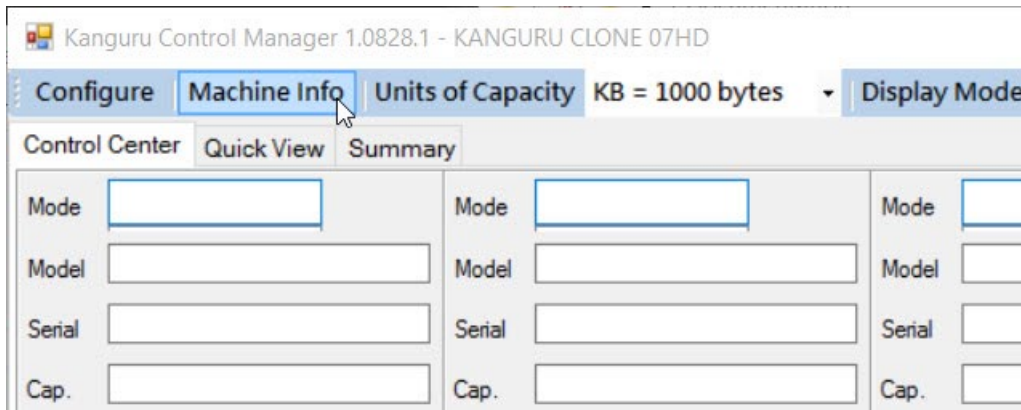 Kanguru Control Manager 1.0828.1 - KANGURU CLONE 07HD
Configure Machine Info Units of Capacity KB = 1000 bytes Display Mode
Control Center Quick View Summary
Mode Mode Mode
Model Model Model
Serial Serial Serial
Cap. Cap. Cap.